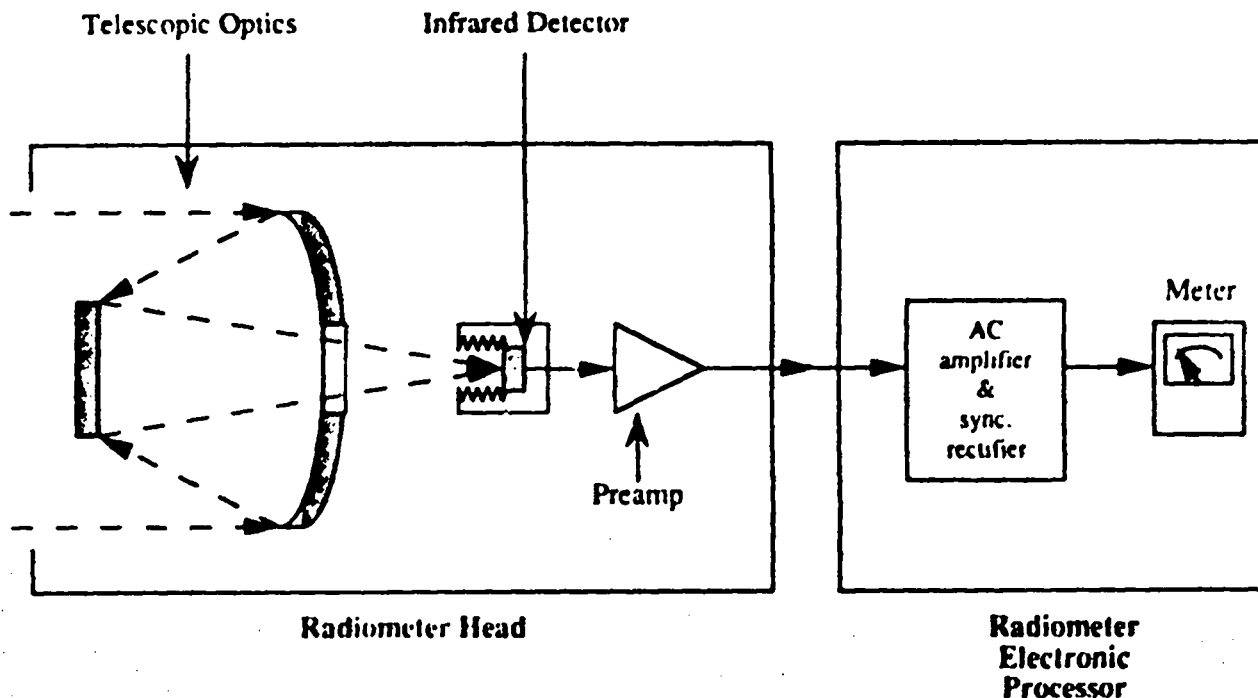 Telescopic Optics
Infrared Detector
Meter
AC
amplifier
&
sync.
rectifier
Preamp
Radiometer Head
Radiometer
Electronic
Processor